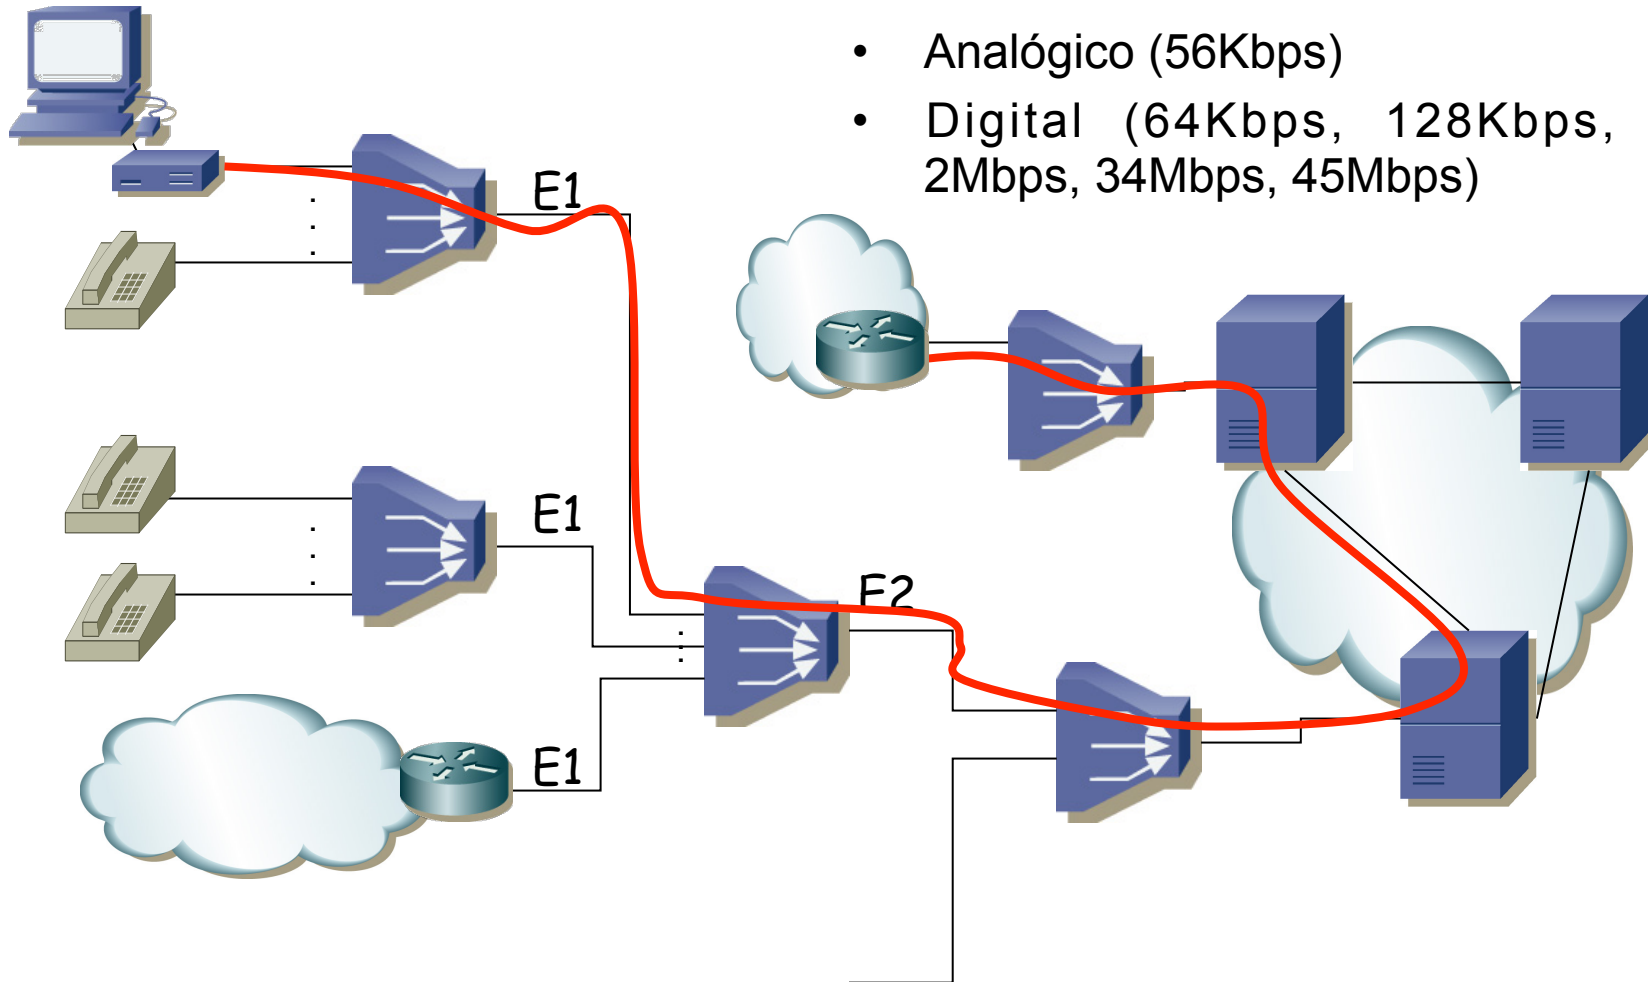 • Analógico (56Kbps)
• Digital (64Kbps, 128Kbps,
2Mbps, 34Mbps, 45Mbps)
E1
E1
E2
E1